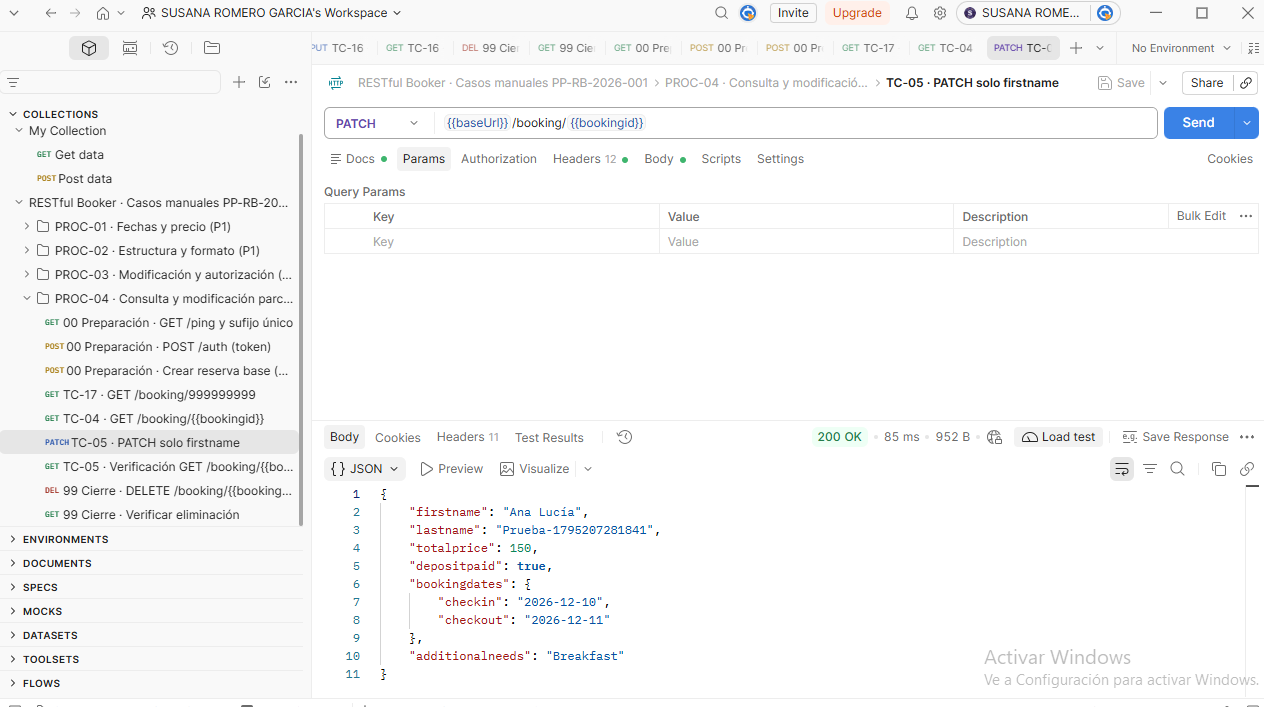 SUSANA ROMERO GARCIA's Workspace
Invite
Upgrade
S SUSANA ROME...
PUT TC-16
GET TC-16
DEL 99 Cie
GET 99 Cie
GET 00 Pre
POST 00 Pr
POST 00 Pr
GET TC-17
GET TC-04
PATCH TC-0
No Environment
HTTP
RESTful Booker · Casos manuales PP-RB-2026-001 > PROC-04 · Consulta y modificació... > TC-05 · PATCH solo firstname
Save
Share
PATCH
{{baseUrl}} /booking/ {{bookingid}}
Send
Docs
Params
Authorization
Headers 12
Body
Scripts
Settings
Cookies
Query Params
Key Value Description Bulk Edit
Key Value Description
COLLECTIONS
My Collection
GET Get data
POST Post data
RESTful Booker · Casos manuales PP-RB-20...
PROC-01 · Fechas y precio (P1)
PROC-02 · Estructura y formato (P1)
PROC-03 · Modificación y autorización (...
PROC-04 · Consulta y modificación parc...
GET 00 Preparación · GET /ping y sufijo único
POST 00 Preparación · POST /auth (token)
POST 00 Preparación · Crear reserva base (...
GET TC-17 · GET /booking/999999999
GET TC-04 · GET /booking/{{bookingid}}
PATCH TC-05 · PATCH solo firstname
GET TC-05 · Verificación GET /booking/{{bo...
DEL 99 Cierre · DELETE /booking/{{booking...
GET 99 Cierre · Verificar eliminación
ENVIRONMENTS
DOCUMENTS
SPECS
MOCKS
DATASETS
TOOLSETS
FLOWS
Body Cookies Headers 11 Test Results
200 OK • 85 ms • 952 B
Load test
e.g. Save Response
{} JSON
Preview
Visualize
1 {
2 "firstname": "Ana Lucía",
3 "lastname": "Prueba-1795207281841",
4 "totalprice": 150,
5 "depositpaid": true,
6 "bookingdates": {
7 "checkin": "2026-12-10",
8 "checkout": "2026-12-11"
9 },
10 "additionalneeds": "Breakfast"
11 }
Activar Windows
Ve a Configuración para activar Windows.